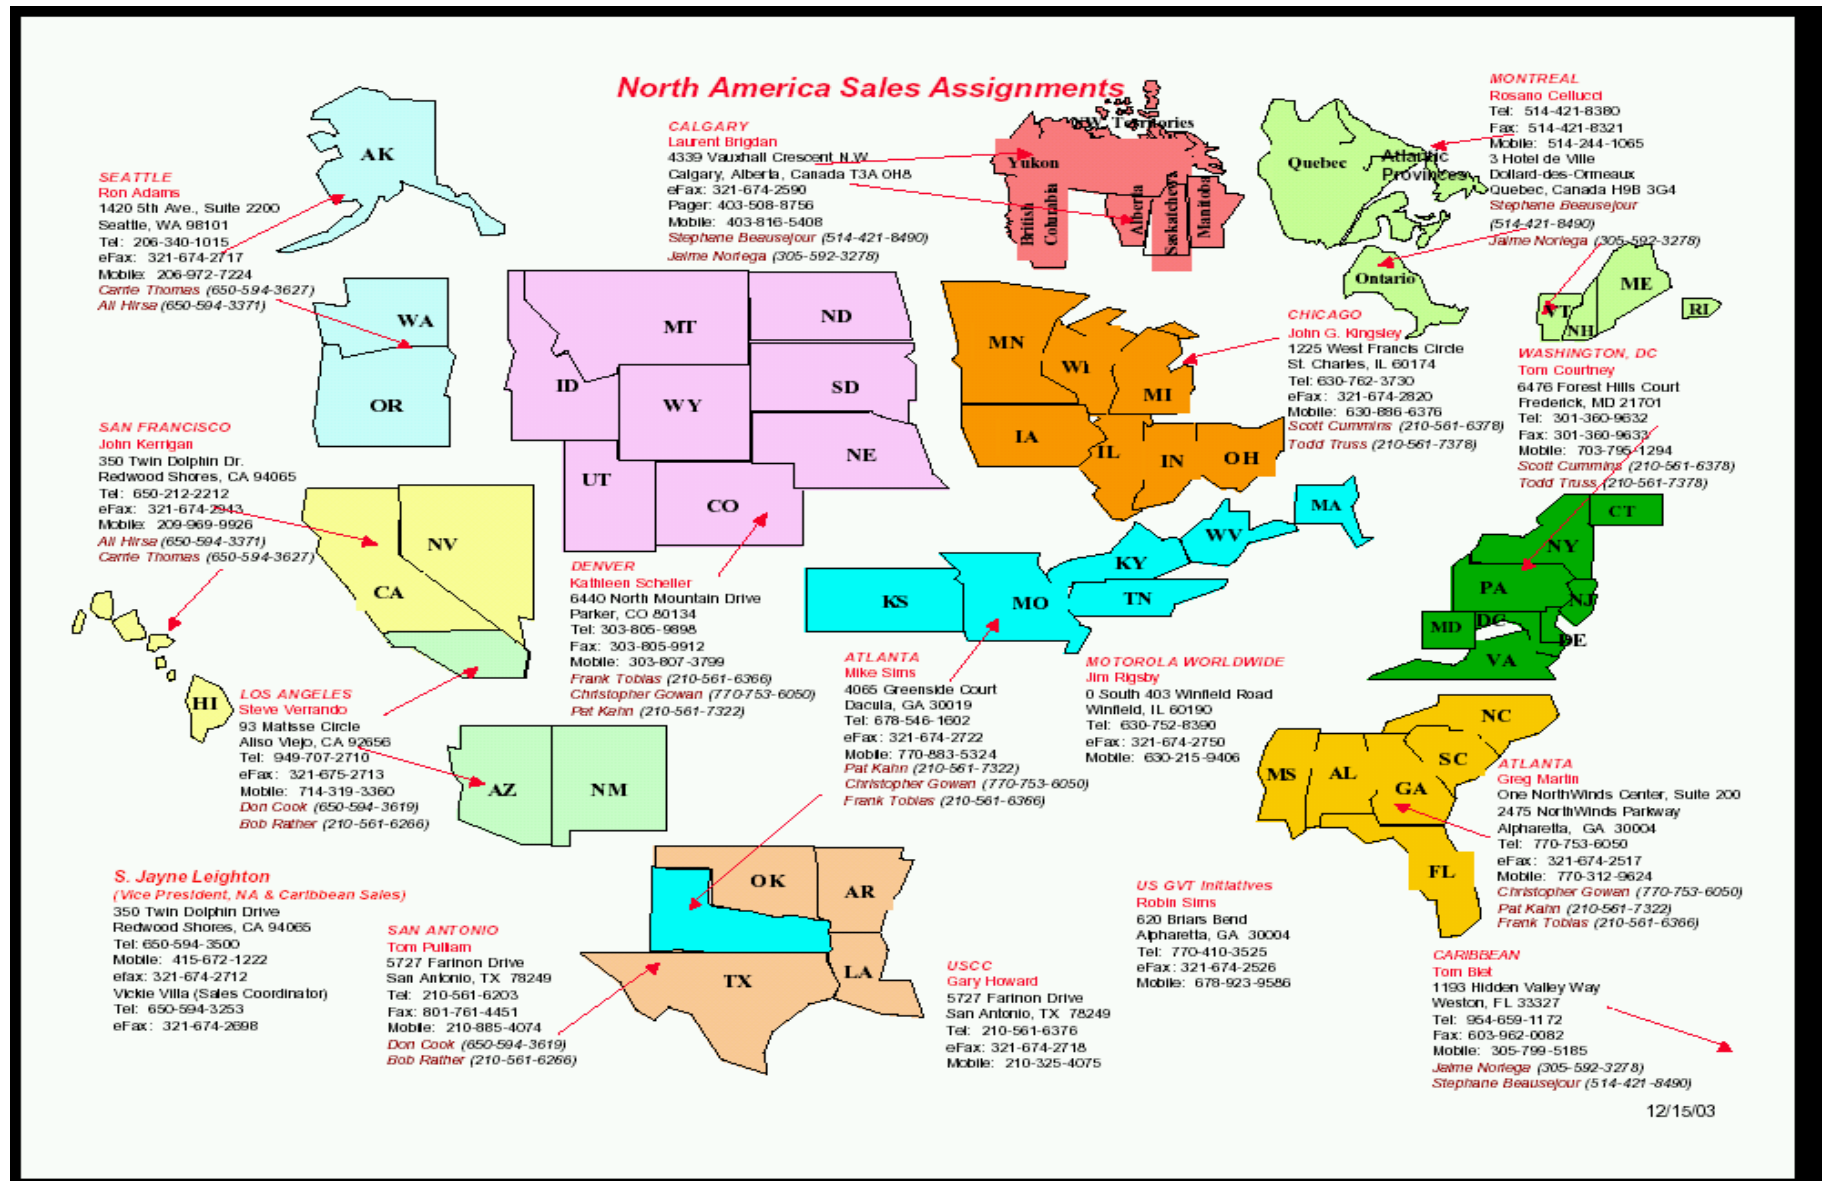 North America Sales Assignments
SEATTLE
Ron Adams
1420 5th Ave., Suite 2200
Seattle, WA 98101
Tel: 206-340-1015
eFax: 321-674-2717
Mobile: 206-972-7224
Carrie Thomas (650-594-3627)
Ali Hirsa (650-594-3371)
AK
WA
OR
CALGARY
Laurent Brigdan
4339 Vauxhall Crescent N.W
Calgary, Alberta, Canada T3A 0H8
eFax: 321-674-2590
Pager: 403-508-8756
Mobile: 403-816-5408
Stephane Beausejour (514-421-8490)
Jaime Noriega (305-592-3278)
N.W. Territories
Yukon
British
Columbia
Alberta
Saskatchewa
Manitoba
MONTREAL
Rosario Cellucci
Tel: 514-421-8380
Fax: 514-421-8321
Mobile: 514-244-1065
3 Hotel de Ville
Dollard-des-Ormeaux
Quebec, Canada H9B 3G4
Stephane Beausejour
(514-421-8490)
Jaime Noriega (305-592-3278)
Quebec
Atlantic
Provinces
Ontario
VT
NH
ME
RI
SAN FRANCISCO
John Kerrigan
350 Twin Dolphin Dr.
Redwood Shores, CA 94065
Tel: 650-212-2212
eFax: 321-674-2943
Mobile: 209-969-9926
Ali Hirsa (650-594-3371)
Carrie Thomas (650-594-3627)
NV
CA
HI
MT
ND
ID
WY
SD
NE
UT
CO
DENVER
Kathleen Scheller
6440 North Mountain Drive
Parker, CO 80134
Tel: 303-805-9898
Fax: 303-805-9912
Mobile: 303-807-3799
Frank Tobias (210-561-6366)
Christopher Gowan (770-753-6050)
Pat Kahn (210-561-7322)
MN
WI
MI
IA
IL
IN
OH
CHICAGO
John G. Kingsley
1225 West Francis Circle
St. Charles, IL 60174
Tel: 630-762-3730
eFax: 321-674-2820
Mobile: 630-886-6376
Scott Cummins (210-561-6378)
Todd Truss (210-561-7378)
WASHINGTON, DC
Tom Courtney
6476 Forest Hills Court
Frederick, MD 21701
Tel: 301-360-9632
Fax: 301-360-9633
Mobile: 703-795-1294
Scott Cummins (210-561-6378)
Todd Truss (210-561-7378)
CT
NY
PA
NJ
MD
DC
DE
VA
MA
WV
KY
KS
MO
TN
LOS ANGELES
Steve Verrando
93 Matisse Circle
Aliso Viejo, CA 92656
Tel: 949-707-2710
eFax: 321-675-2713
Mobile: 714-319-3360
Don Cook (650-594-3619)
Bob Rather (210-561-6266)
AZ
NM
ATLANTA
Mike Sims
4065 Greenside Court
Dacula, GA 30019
Tel: 678-546-1602
eFax: 321-674-2722
Mobile: 770-883-5324
Pat Kahn (210-561-7322)
Christopher Gowan (770-753-6050)
Frank Tobias (210-561-6366)
MOTOROLA WORLDWIDE
Jim Rigsby
0 South 403 Winfield Road
Winfield, IL 60190
Tel: 630-752-8390
eFax: 321-674-2750
Mobile: 630-215-9406
NC
SC
MS
AL
GA
FL
ATLANTA
Greg Martin
One NorthWinds Center, Suite 200
2475 NorthWinds Parkway
Alpharetta, GA 30004
Tel: 770-753-6050
eFax: 321-674-2517
Mobile: 770-312-9624
Christopher Gowan (770-753-6050)
Pat Kahn (210-561-7322)
Frank Tobias (210-561-6366)
S. Jayne Leighton
(Vice President, NA & Caribbean Sales)
350 Twin Dolphin Drive
Redwood Shores, CA 94065
Tel: 650-594-3500
Mobile: 415-672-1222
efax: 321-674-2712
Vickie Villa (Sales Coordinator)
Tel: 650-594-3253
eFax: 321-674-2698
SAN ANTONIO
Tom Pulliam
5727 Farinon Drive
San Antonio, TX 78249
Tel: 210-561-6203
Fax: 801-761-4451
Mobile: 210-885-4074
Don Cook (650-594-3619)
Bob Rather (210-561-6266)
OK
AR
TX
LA
USCC
Gary Howard
5727 Farinon Drive
San Antonio, TX 78249
Tel: 210-561-6376
eFax: 321-674-2718
Mobile: 210-325-4075
US GVT Initiatives
Robin Sims
620 Briars Bend
Alpharetta, GA 30004
Tel: 770-410-3525
eFax: 321-674-2526
Mobile: 678-923-9586
CARIBBEAN
Tom Biet
1193 Hidden Valley Way
Weston, FL 33327
Tel: 954-659-1172
Fax: 603-962-0082
Mobile: 305-799-5185
Jaime Noriega (305-592-3278)
Stephane Beausejour (514-421-8490)
12/15/03